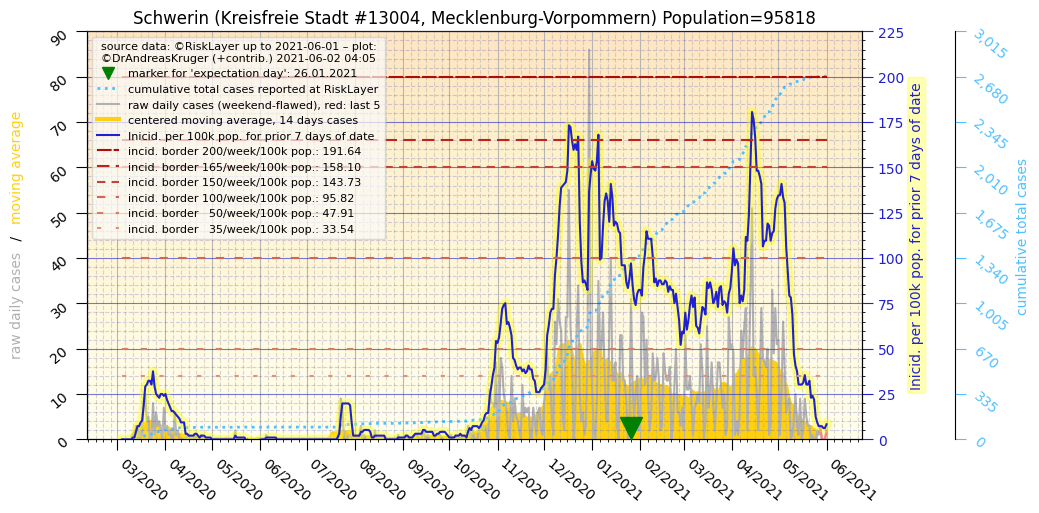 Schwerin (Kreisfreie Stadt #13004, Mecklenburg-Vorpommern) Population=95818
source data: ©RiskLayer up to 2021-06-01 – plot:
©DrAndreasKruger (+contrib.) 2021-06-02 04:05
marker for 'expectation day': 26.01.2021
cumulative total cases reported at RiskLayer
raw daily cases (weekend-flawed), red: last 5
centered moving average, 14 days cases
Inicid. per 100k pop. for prior 7 days of date
incid. border 200/week/100k pop.: 191.64
incid. border 165/week/100k pop.: 158.10
incid. border 150/week/100k pop.: 143.73
incid. border 100/week/100k pop.: 95.82
incid. border 50/week/100k pop.: 47.91
incid. border 35/week/100k pop.: 33.54
raw daily cases / moving average
90
80
70
60
50
40
30
20
10
0
03/2020
04/2020
05/2020
06/2020
07/2020
08/2020
09/2020
10/2020
11/2020
12/2020
01/2021
02/2021
03/2021
04/2021
05/2021
06/2021
225
200
175
150
125
100
75
50
25
0
Inicid. per 100k pop. for prior 7 days of date
3,015
2,680
2,345
2,010
1,675
1,340
1,005
670
335
0
cumulative total cases